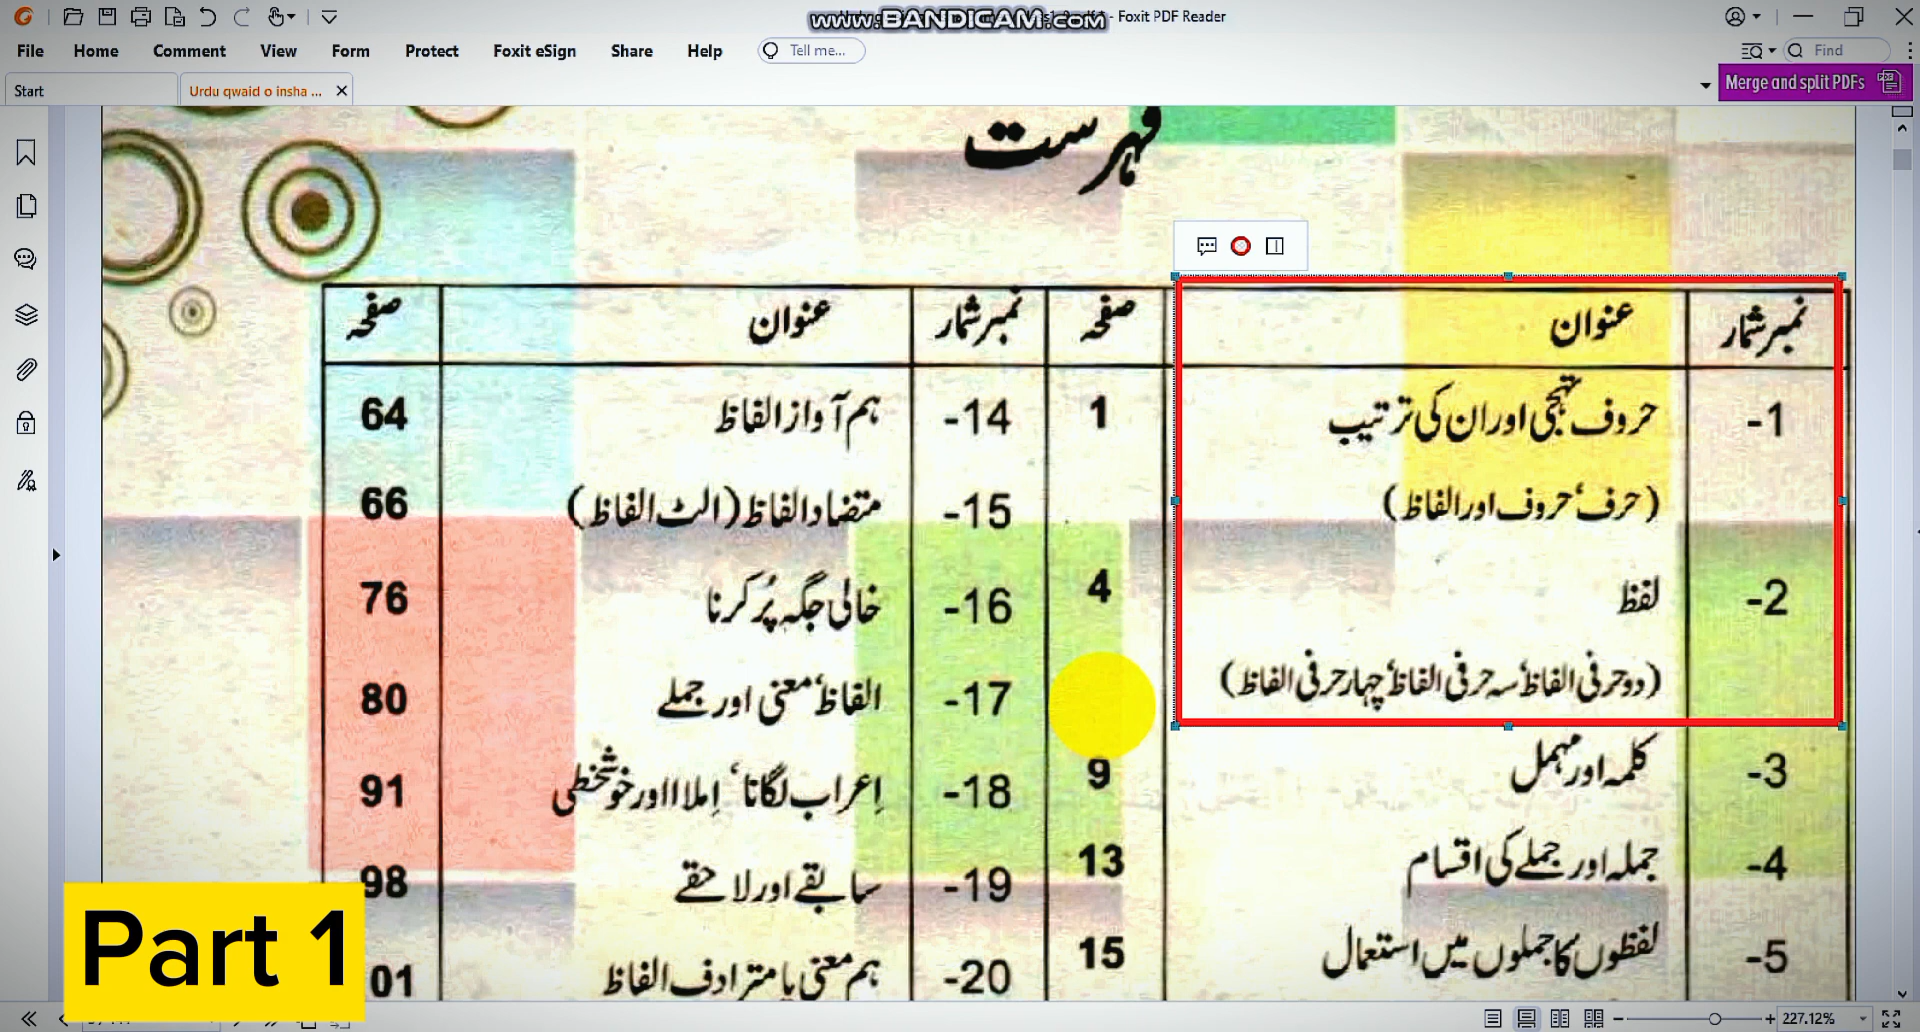 www.BANDICAM.com - Foxit PDF Reader
File Home Comment View Form Protect Foxit eSign Share Help Tell me... Find
Start Urdu qwaid o insha ... Merge and split PDFs
فہرست
نمبر شمار عنوان صفحہ نمبر شمار عنوان صفحہ
-1 حروف تہجی اور ان کی ترتیب 1 -14 ہم آواز الفاظ 64
(حرف، حروف اور الفاظ) -15 متضاد الفاظ (الٹ الفاظ) 66
-2 لفظ 4 -16 خالی جگہ پُر کرنا 76
(دو حرفی الفاظ، سہ حرفی الفاظ، چہار حرفی الفاظ) -17 الفاظ، معنی اور جملے 80
-3 کلمہ اور مہمل 9 -18 اِعراب لگانا، اِملا اور خوشخطی 91
-4 جملہ اور جملے کی اقسام 13 -19 سابقے اور لاحقے 98
-5 لفظوں کا جملوں میں استعمال 15 -20 ہم معنی یا مترادف الفاظ 01
Part 1
227.12%